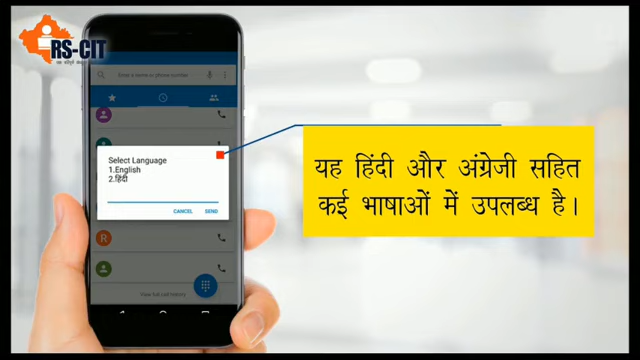 RS-CIT
Enter a name or phone number
Select Language
1.English
2.हिंदी
CANCEL SEND
R
View full call history
यह हिंदी और अंग्रेजी सहित
कई भाषाओं में उपलब्ध है।